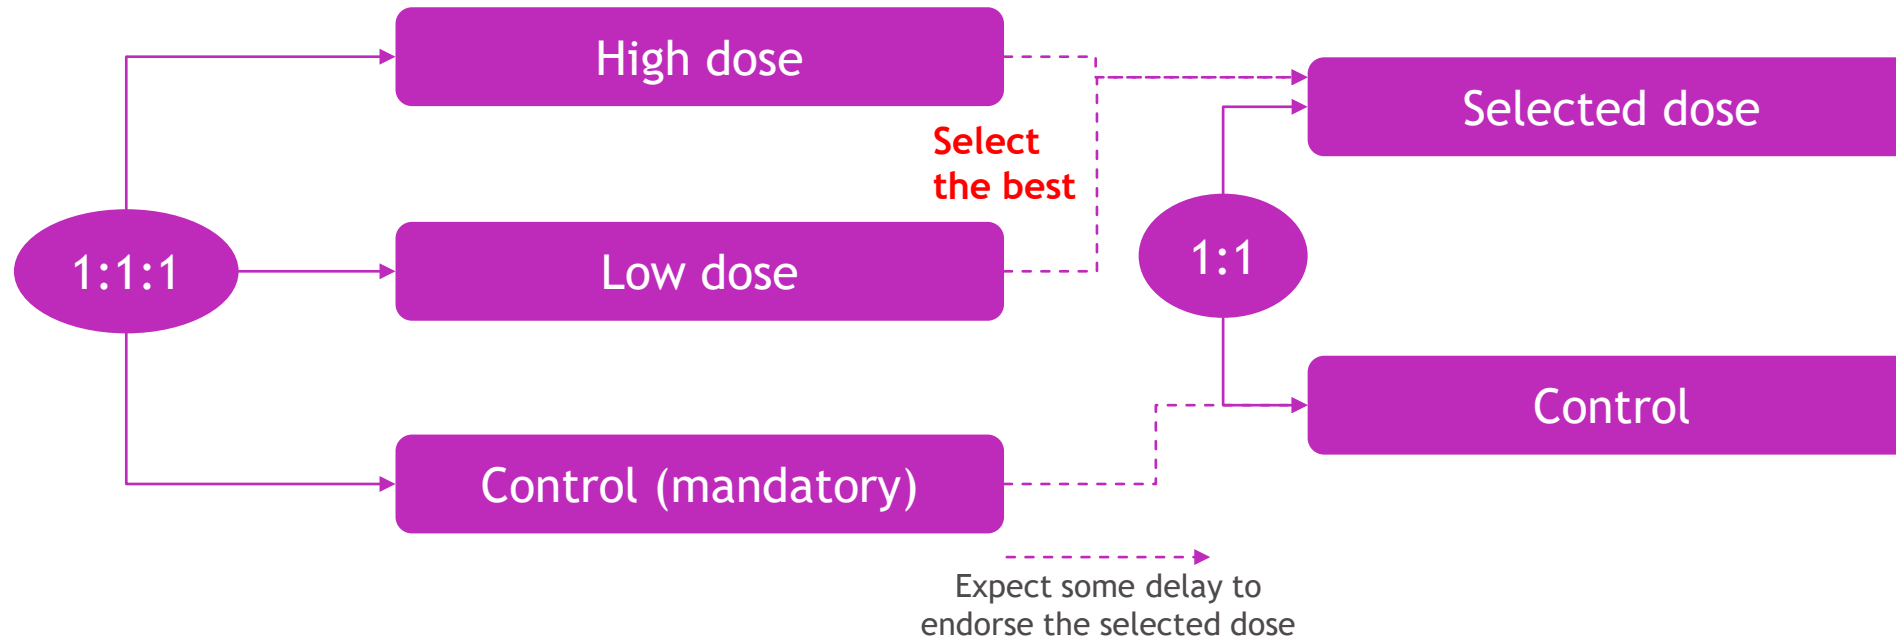 High dose
Selected dose
Select
the best
1:1:1
Low dose
1:1
Control
Control (mandatory)
Expect some delay to
endorse the selected dose